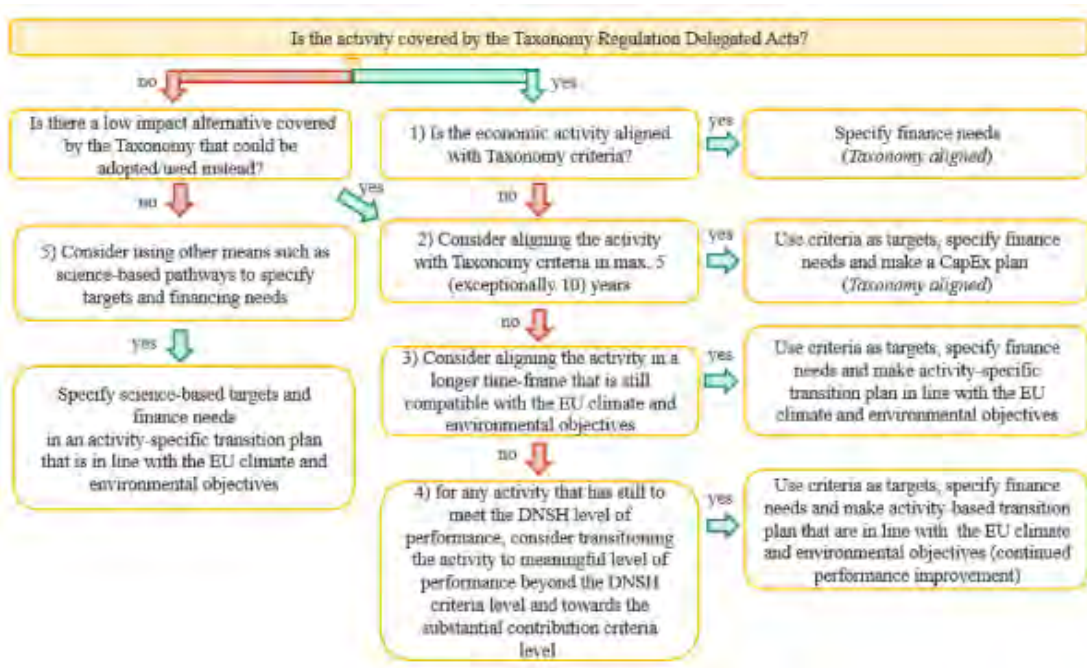 Is the activity covered by the Taxonomy Regulation Delegated Acts?
no
yes
Is there a low impact alternative covered
by the Taxonomy that could be
adopted/used instead?
1) Is the economic activity aligned
with Taxonomy criteria?
yes
Specify finance needs
(Taxonomy aligned)
no
yes
no
5) Consider using other means such as
science-based pathways to specify
targets and financing needs
2) Consider aligning the activity
with Taxonomy criteria in max. 5
(exceptionally 10) years
yes
Use criteria as targets, specify finance
needs and make a CapEx plan
(Taxonomy aligned)
yes
no
Specify science-based targets and
finance needs
in an activity-specific transition plan
that is in line with the EU climate and
environmental objectives
3) Consider aligning the activity in a
longer time-frame that is still
compatible with the EU climate and
environmental objectives
yes
Use criteria as targets, specify finance
needs and make activity-specific
transition plan in line with the EU
climate and environmental objectives
no
4) for any activity that has still to
meet the DNSH level of
performance, consider transitioning
the activity to meaningful level of
performance beyond the DNSH
criteria level and towards the
substantial contribution criteria
level
yes
Use criteria as targets, specify finance
needs and make activity-based transition
plan that are in line with the EU climate
and environmental objectives (continued
performance improvement)